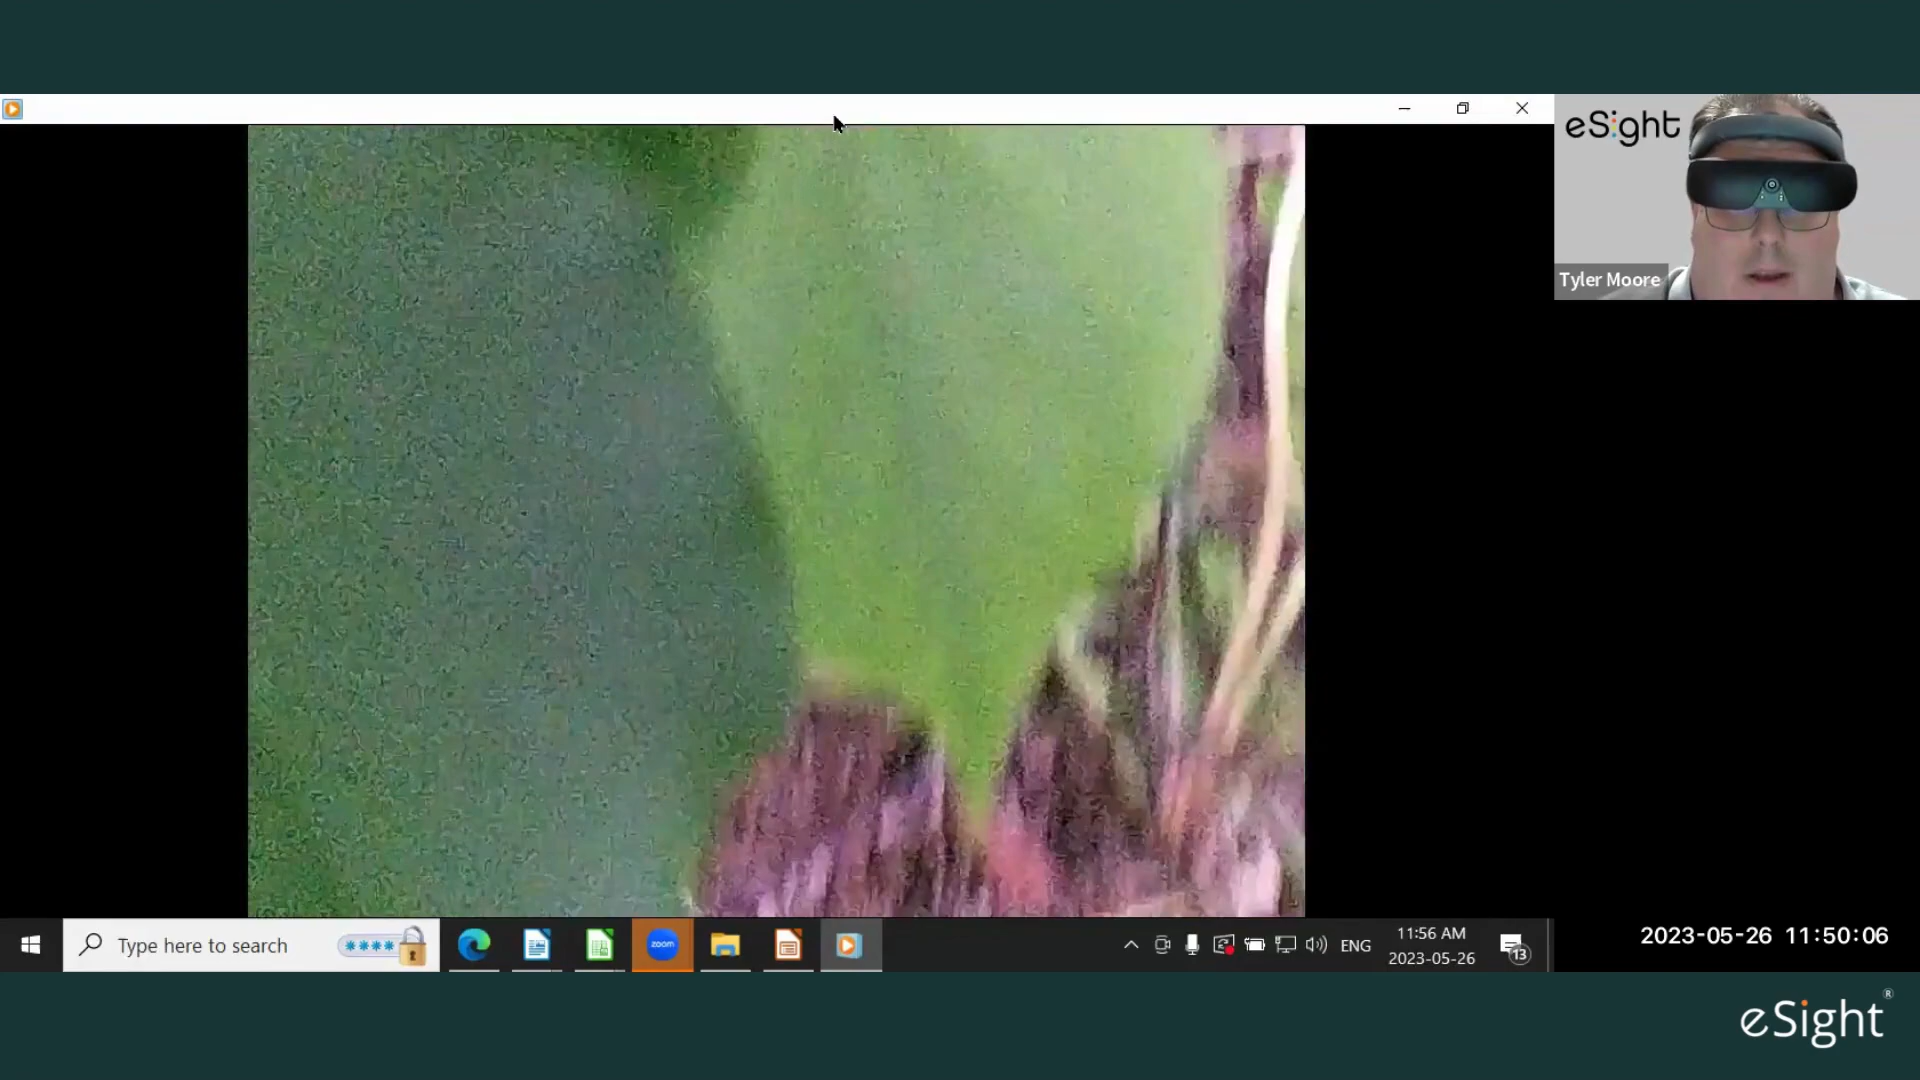 eSight
Tyler Moore
Type here to search
zoom
ENG
11:56 AM
2023-05-26
13
2023-05-26 11:50:06
eSight®